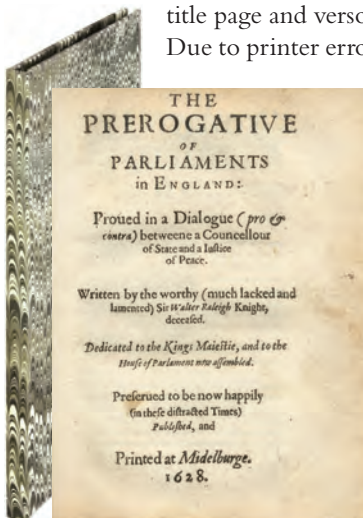 title page and verso
Due to printer erro
THE
PREROGATIVE
OF
PARLIAMENTS
in ENGLAND:
Proued in a Dialogue (pro &
contra) betweene a Councellour
of State and a Iuſtice
of Peace.
Written by the worthy (much lacked and
lamented) Sir Walter Raleigh Knight,
deceaſed.
Dedicated to the Kings Maieſtie, and to the
Houſe of Parlament now aſſembled.
Preſerued to be now happily
(in theſe diſtracted Times)
Publiſhed, and
Printed at Midelburge.
1628.